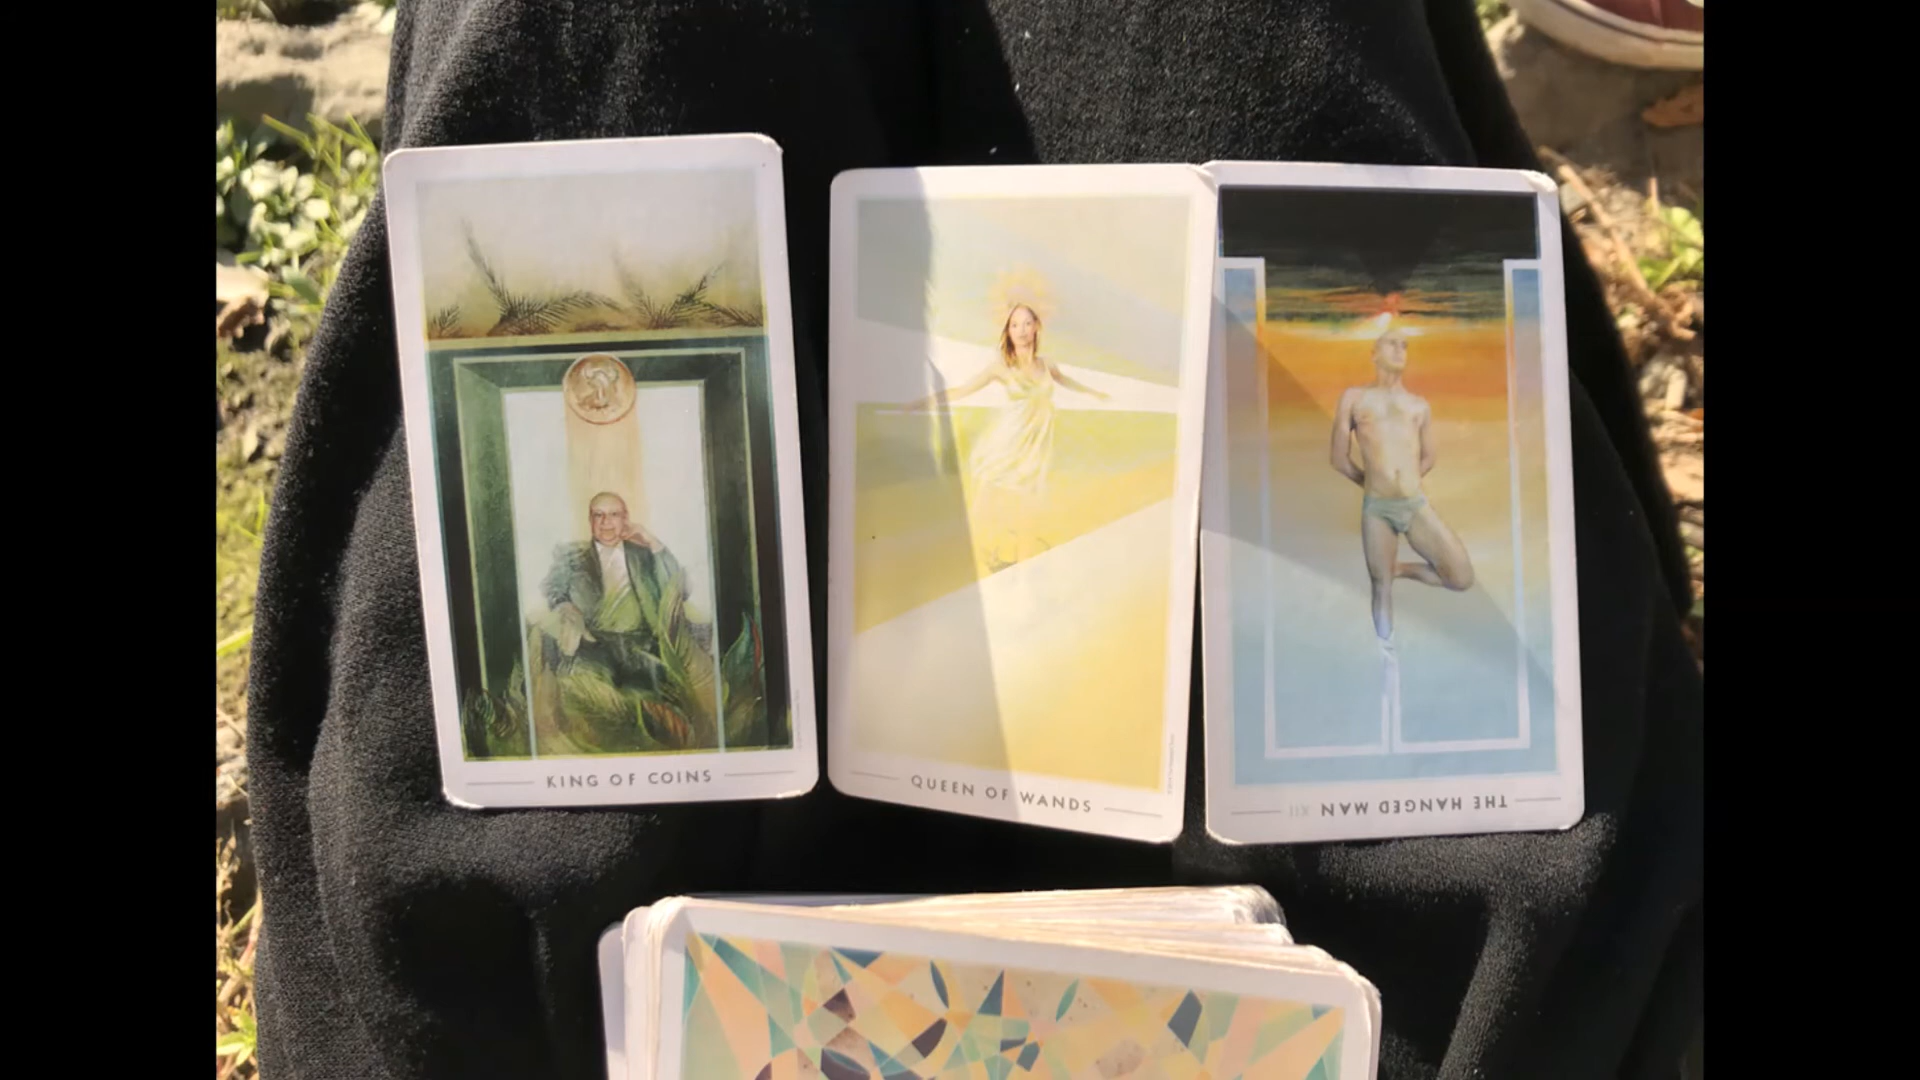 KING OF COINS
QUEEN OF WANDS
THE HANGED MAN XII